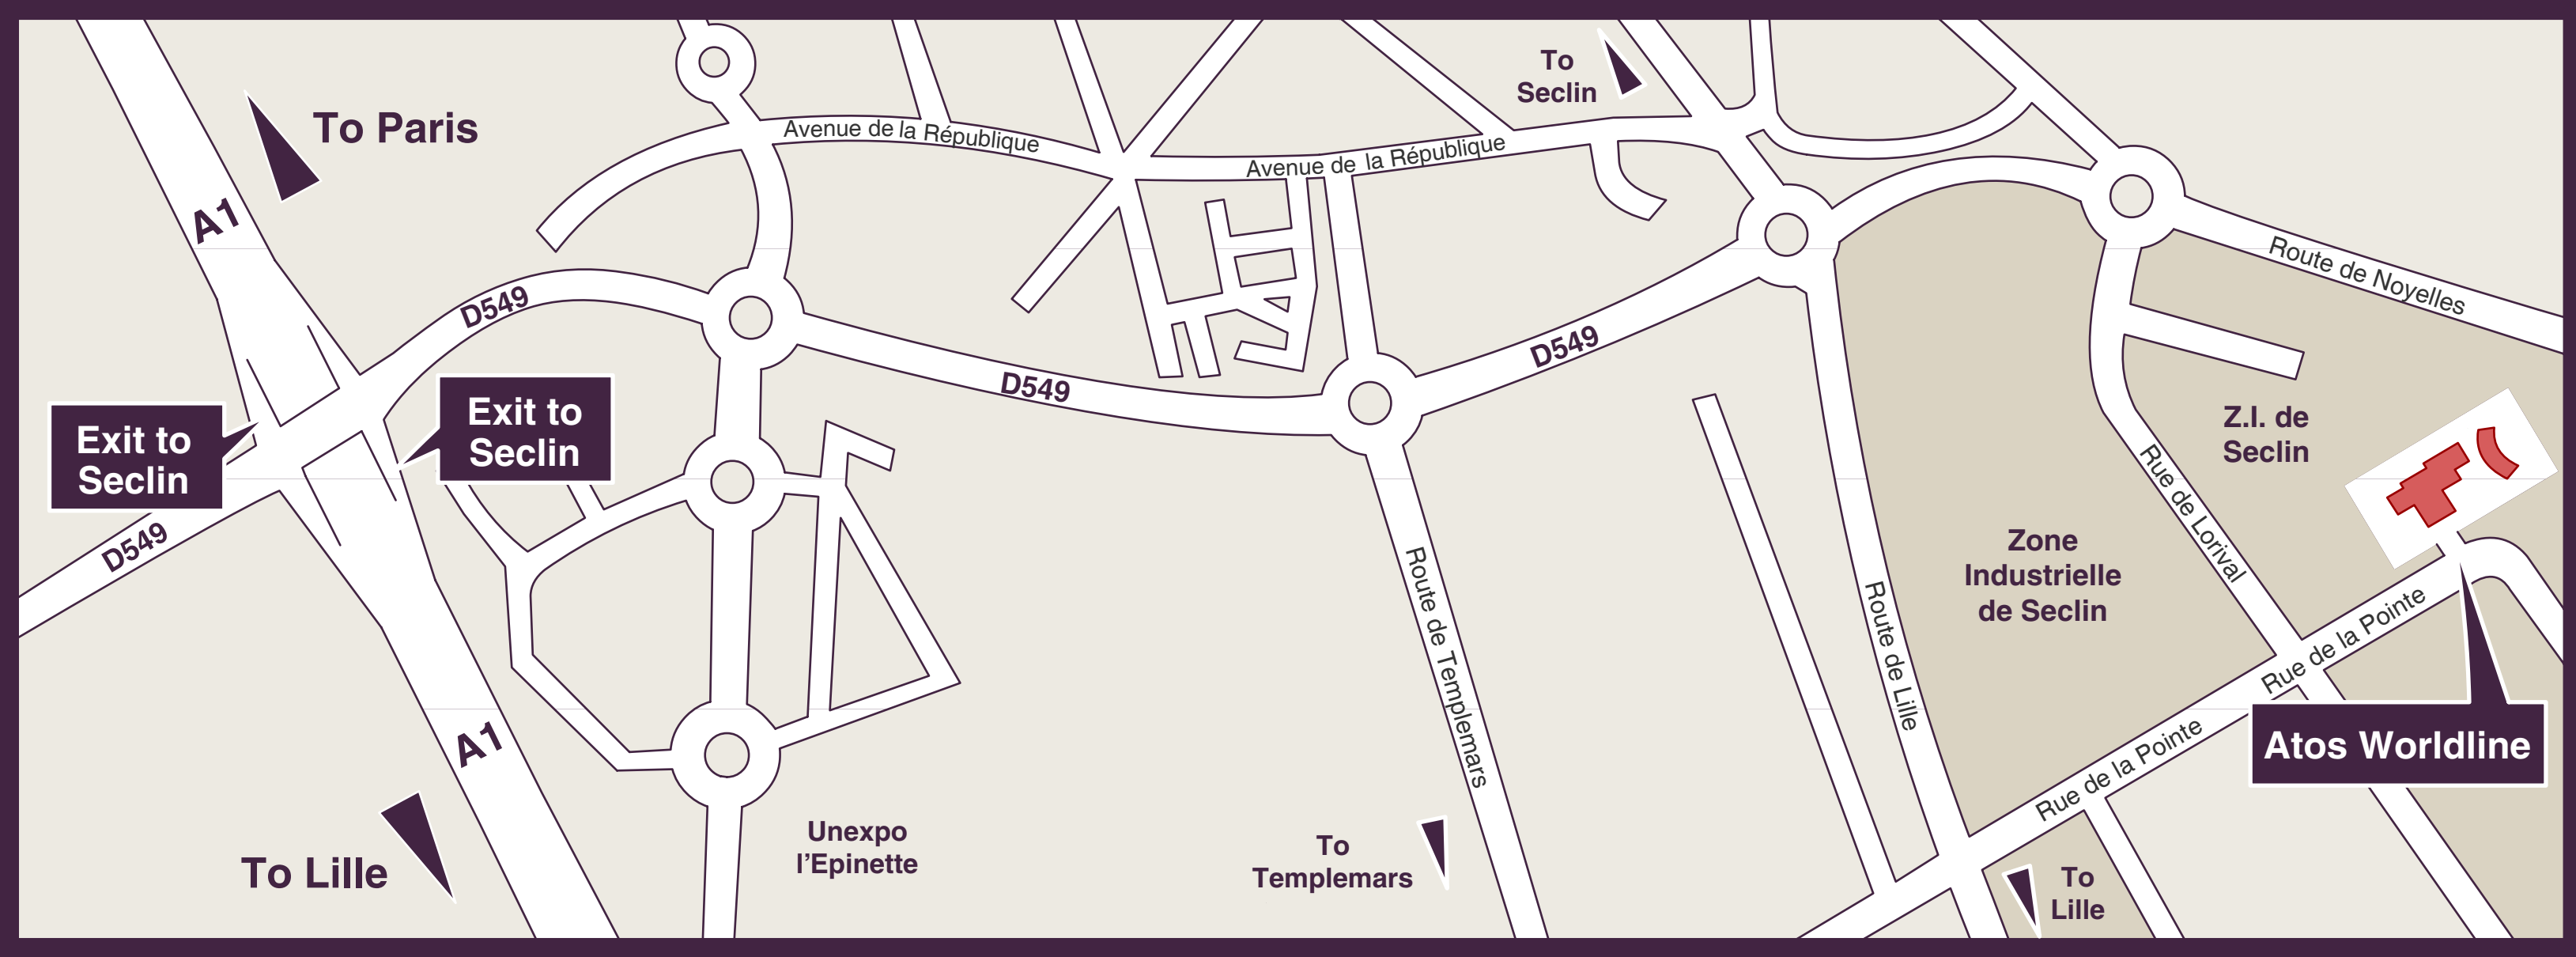 To
Seclin
To Paris
Avenue de la République
Avenue de la République
A1
D549
Route de Noyelles
D549
D549
Exit to
Seclin
Exit to
Seclin
Z.I. de
Seclin
D549
Rue de Lorival
Zone
Industrielle
de Seclin
Route de Templemars
Route de Lille
Rue de la Pointe
A1
Rue de la Pointe
Atos Worldline
To Lille
Unexpo
l’Epinette
To
Templemars
To
Lille